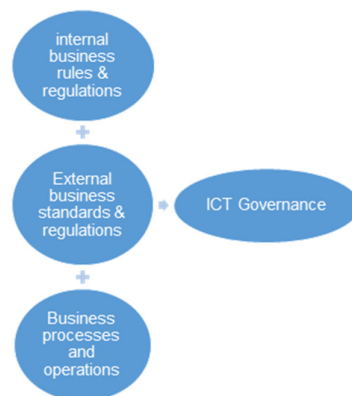 internal
business
rules &
regulations
External
business
standards &
regulations
ICT Governance
Business
processes
and
operations